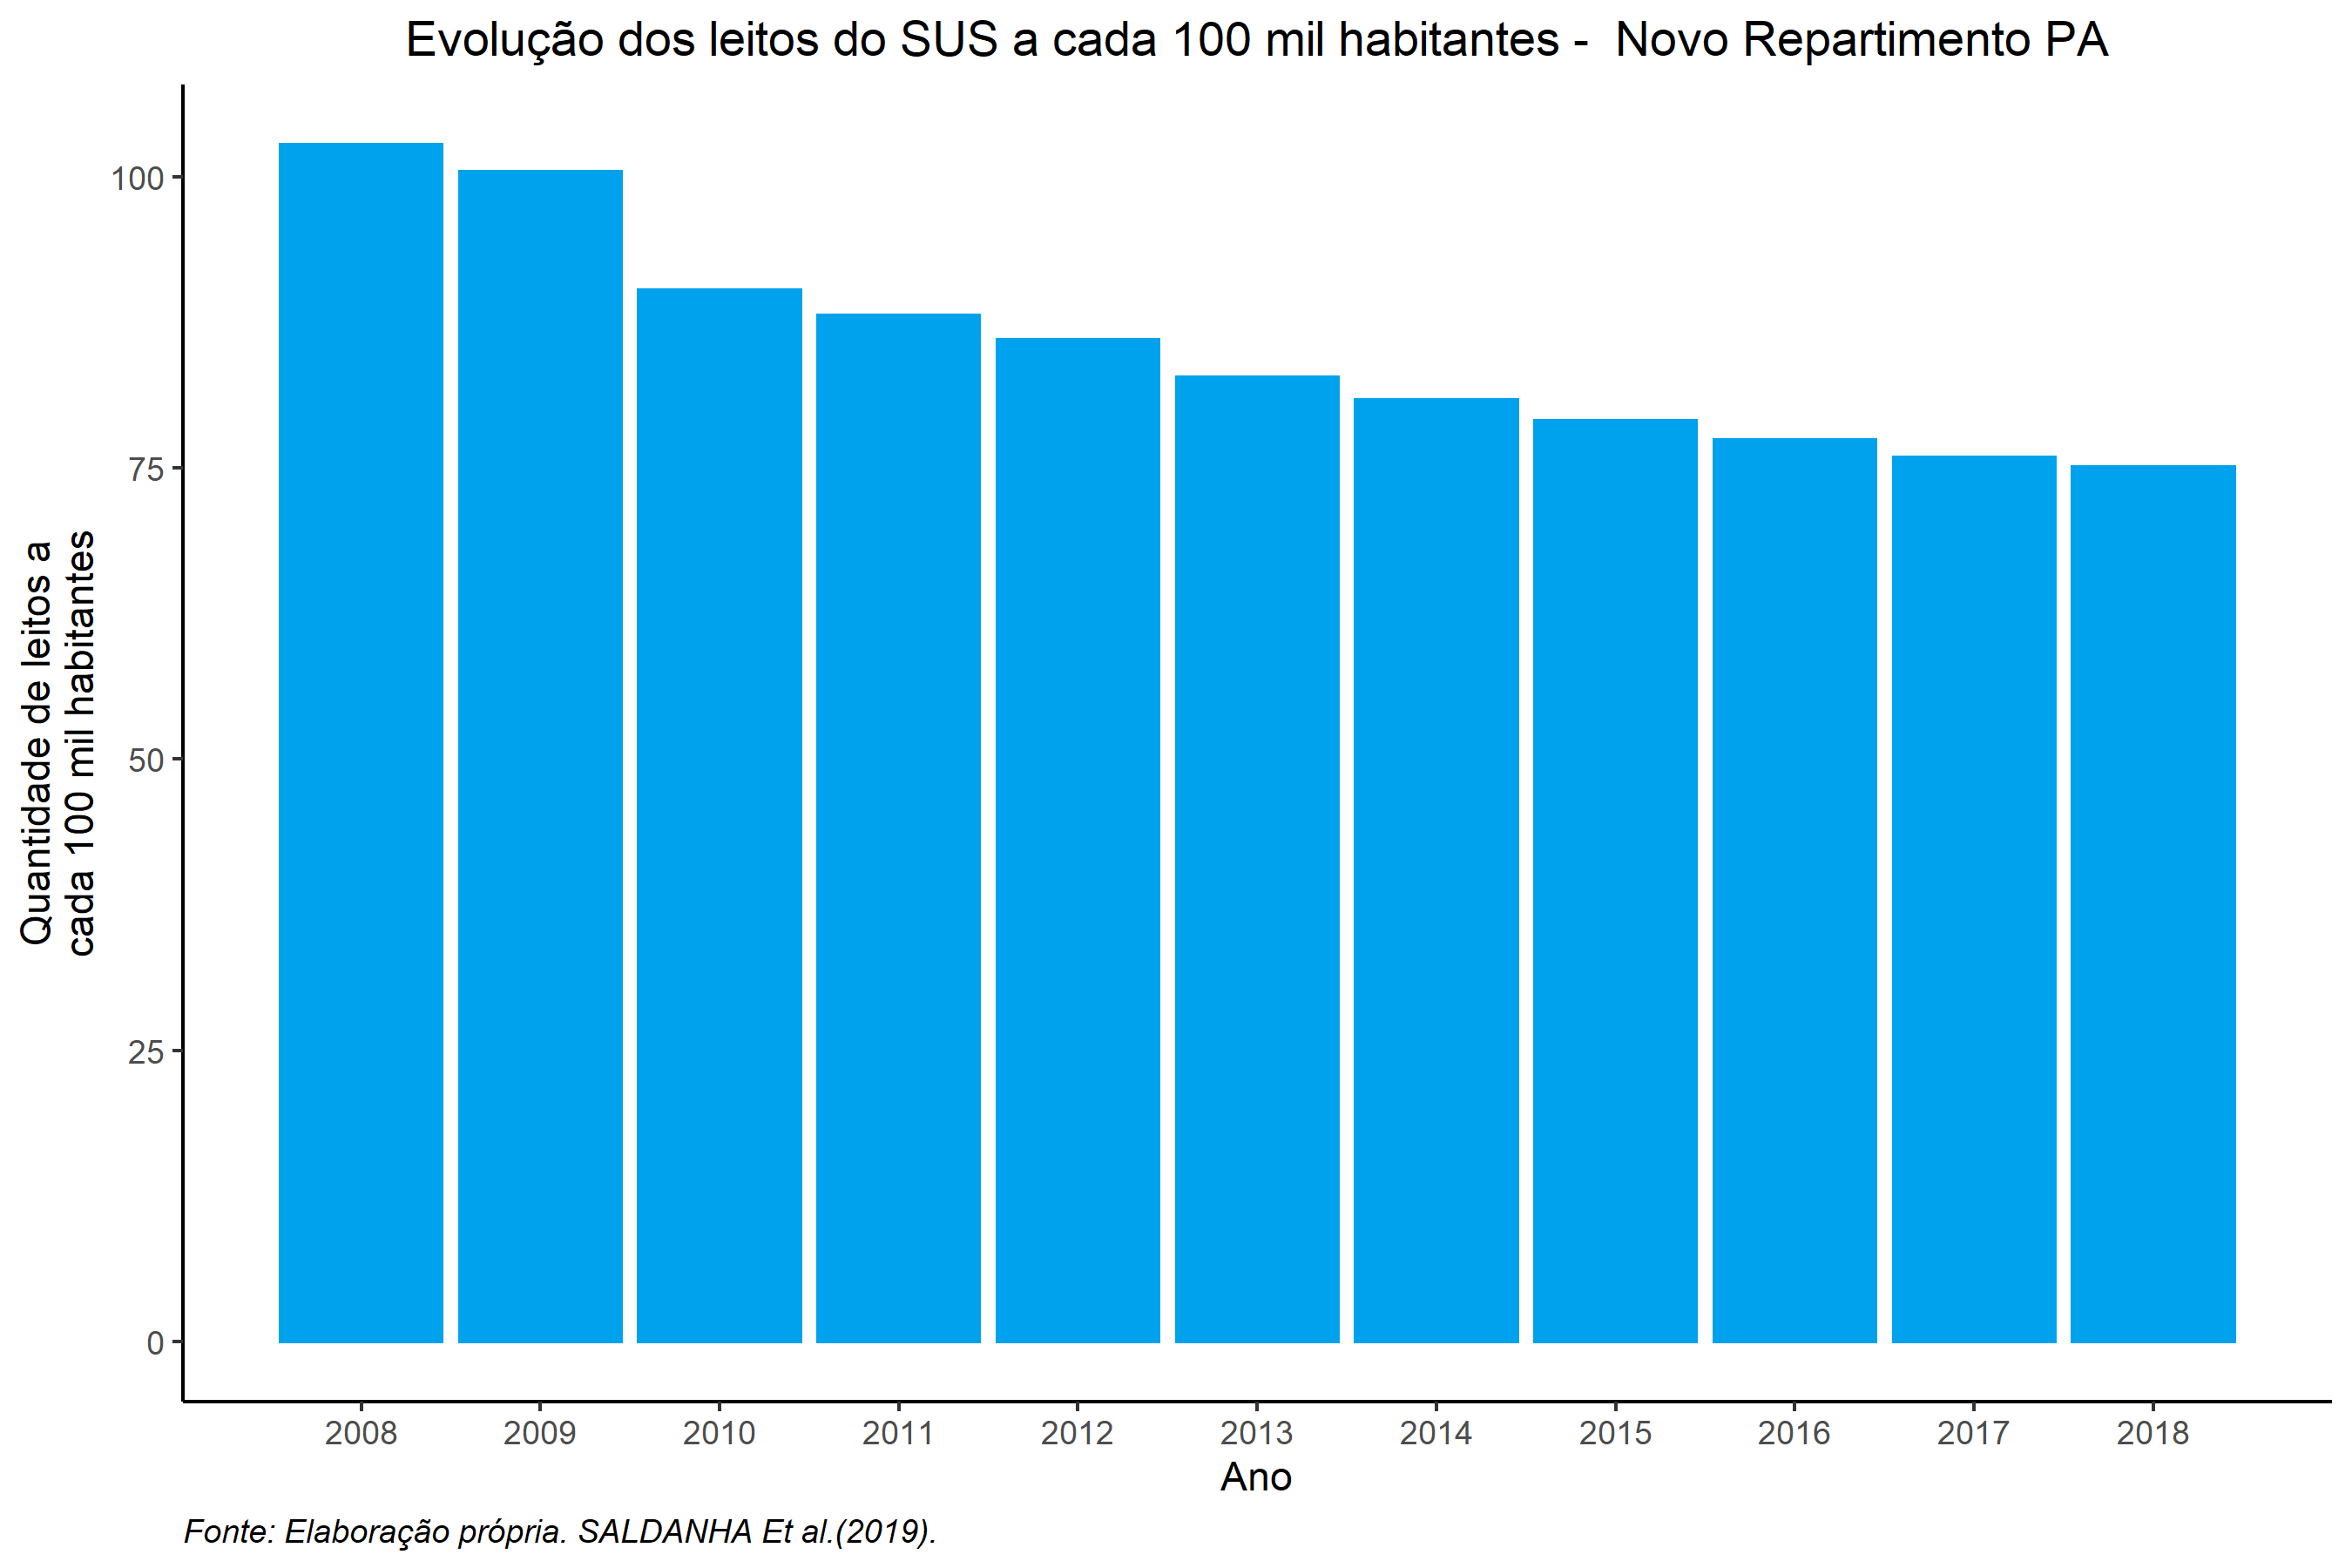 Evolução dos leitos do SUS a cada 100 mil habitantes -  Novo Repartimento PA
Quantidade de leitos a
cada 100 mil habitantes
100
75
50
25
0
2008 2009 2010 2011 2012 2013 2014 2015 2016 2017 2018
Ano
Fonte: Elaboração própria. SALDANHA Et al.(2019).